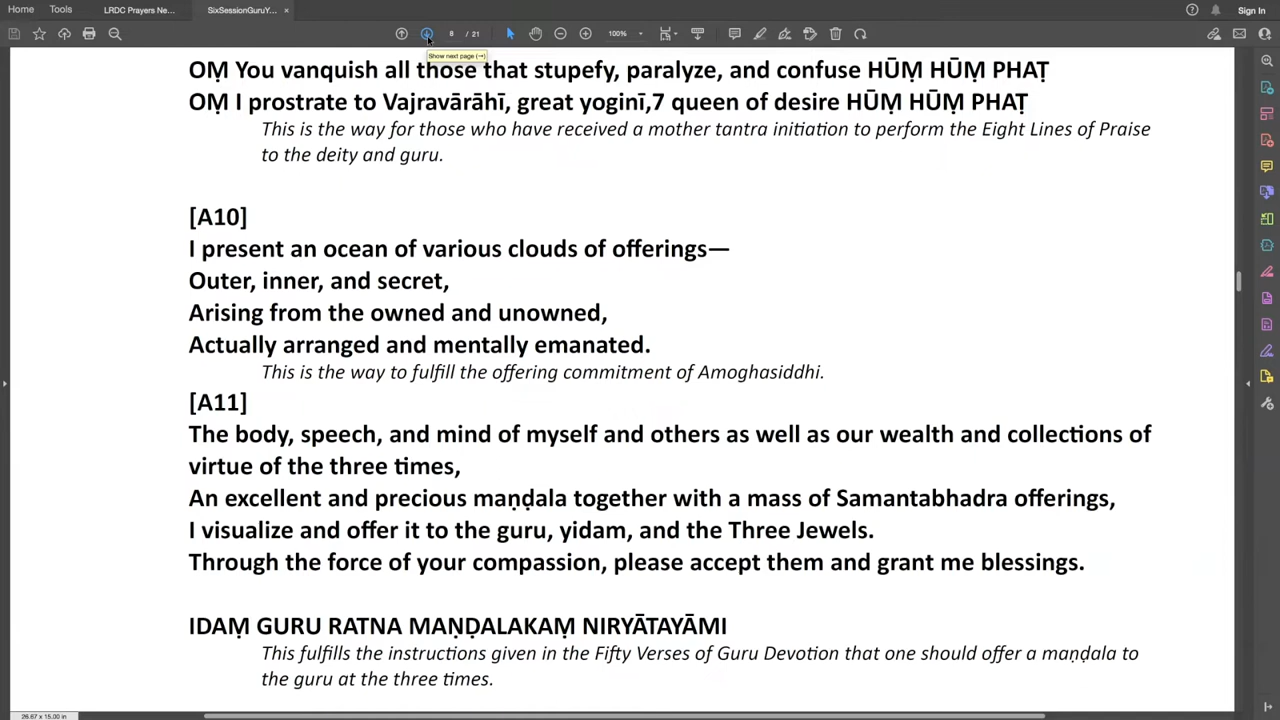 Home Tools LRDC Prayers Ne... SixSessionGuruY... × Sign In
8 / 21 100%
Show next page (→)
OṂ You vanquish all those that stupefy, paralyze, and confuse HŪṂ HŪṂ PHAṬ
OṂ I prostrate to Vajravārāhī, great yoginī,7 queen of desire HŪṂ HŪṂ PHAṬ
This is the way for those who have received a mother tantra initiation to perform the Eight Lines of Praise
to the deity and guru.
[A10]
I present an ocean of various clouds of offerings—
Outer, inner, and secret,
Arising from the owned and unowned,
Actually arranged and mentally emanated.
This is the way to fulfill the offering commitment of Amoghasiddhi.
[A11]
The body, speech, and mind of myself and others as well as our wealth and collections of
virtue of the three times,
An excellent and precious maṇḍala together with a mass of Samantabhadra offerings,
I visualize and offer it to the guru, yidam, and the Three Jewels.
Through the force of your compassion, please accept them and grant me blessings.
IDAṂ GURU RATNA MAṆḌALAKAṂ NIRYĀTAYĀMI
This fulfills the instructions given in the Fifty Verses of Guru Devotion that one should offer a maṇḍala to
the guru at the three times.
26.67 x 15.00 in